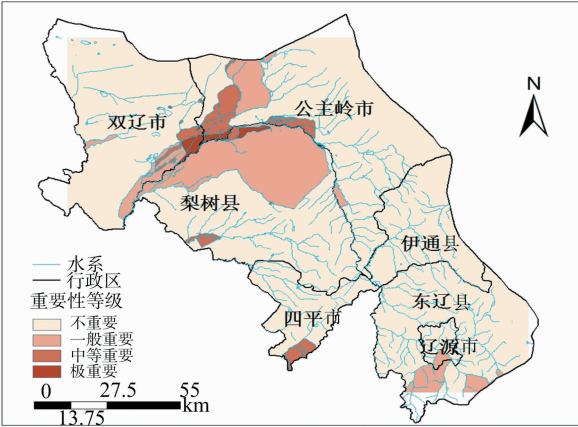 N
双辽市
公主岭市
梨树县
伊通县
东辽县
四平市
辽源市
水系
行政区
重要性等级
不重要
一般重要
中等重要
极重要
0 27.5 55
km
13.75